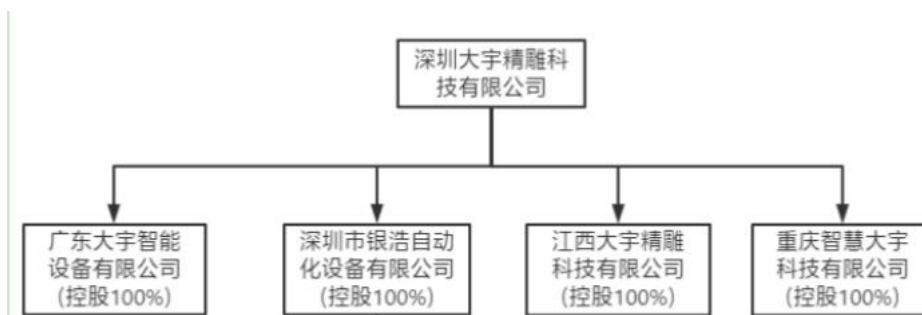 深圳大宇精雕科
技有限公司
广东大宇智能
设备有限公司
(控股100%)
深圳市银浩自动
化设备有限公司
(控股100%)
江西大宇精雕
科技有限公司
(控股100%)
重庆智慧大宇
科技有限公司
(控股100%)